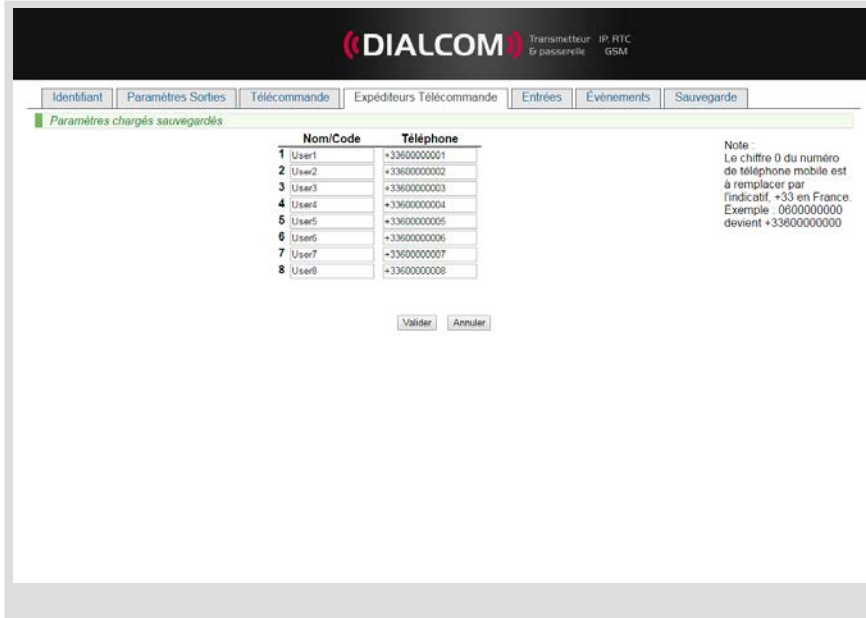 ((DIALCOM)) Transmetteur IP, RTC
& passerelle GSM
Identifiant Paramètres Sorties Télécommande Expéditeurs Télécommande Entrées Évènements Sauvegarde
Paramètres chargés sauvegardés
Nom/Code Téléphone
1 User1 +33600000001
2 User2 +33600000002
3 User3 +33600000003
4 User4 +33600000004
5 User5 +33600000005
6 User6 +33600000006
7 User7 +33600000007
8 User8 +33600000008
Valider Annuler
Note :
Le chiffre 0 du numéro
de téléphone mobile est
à remplacer par
l'indicatif, +33 en France.
Exemple : 0600000000
devient +33600000000